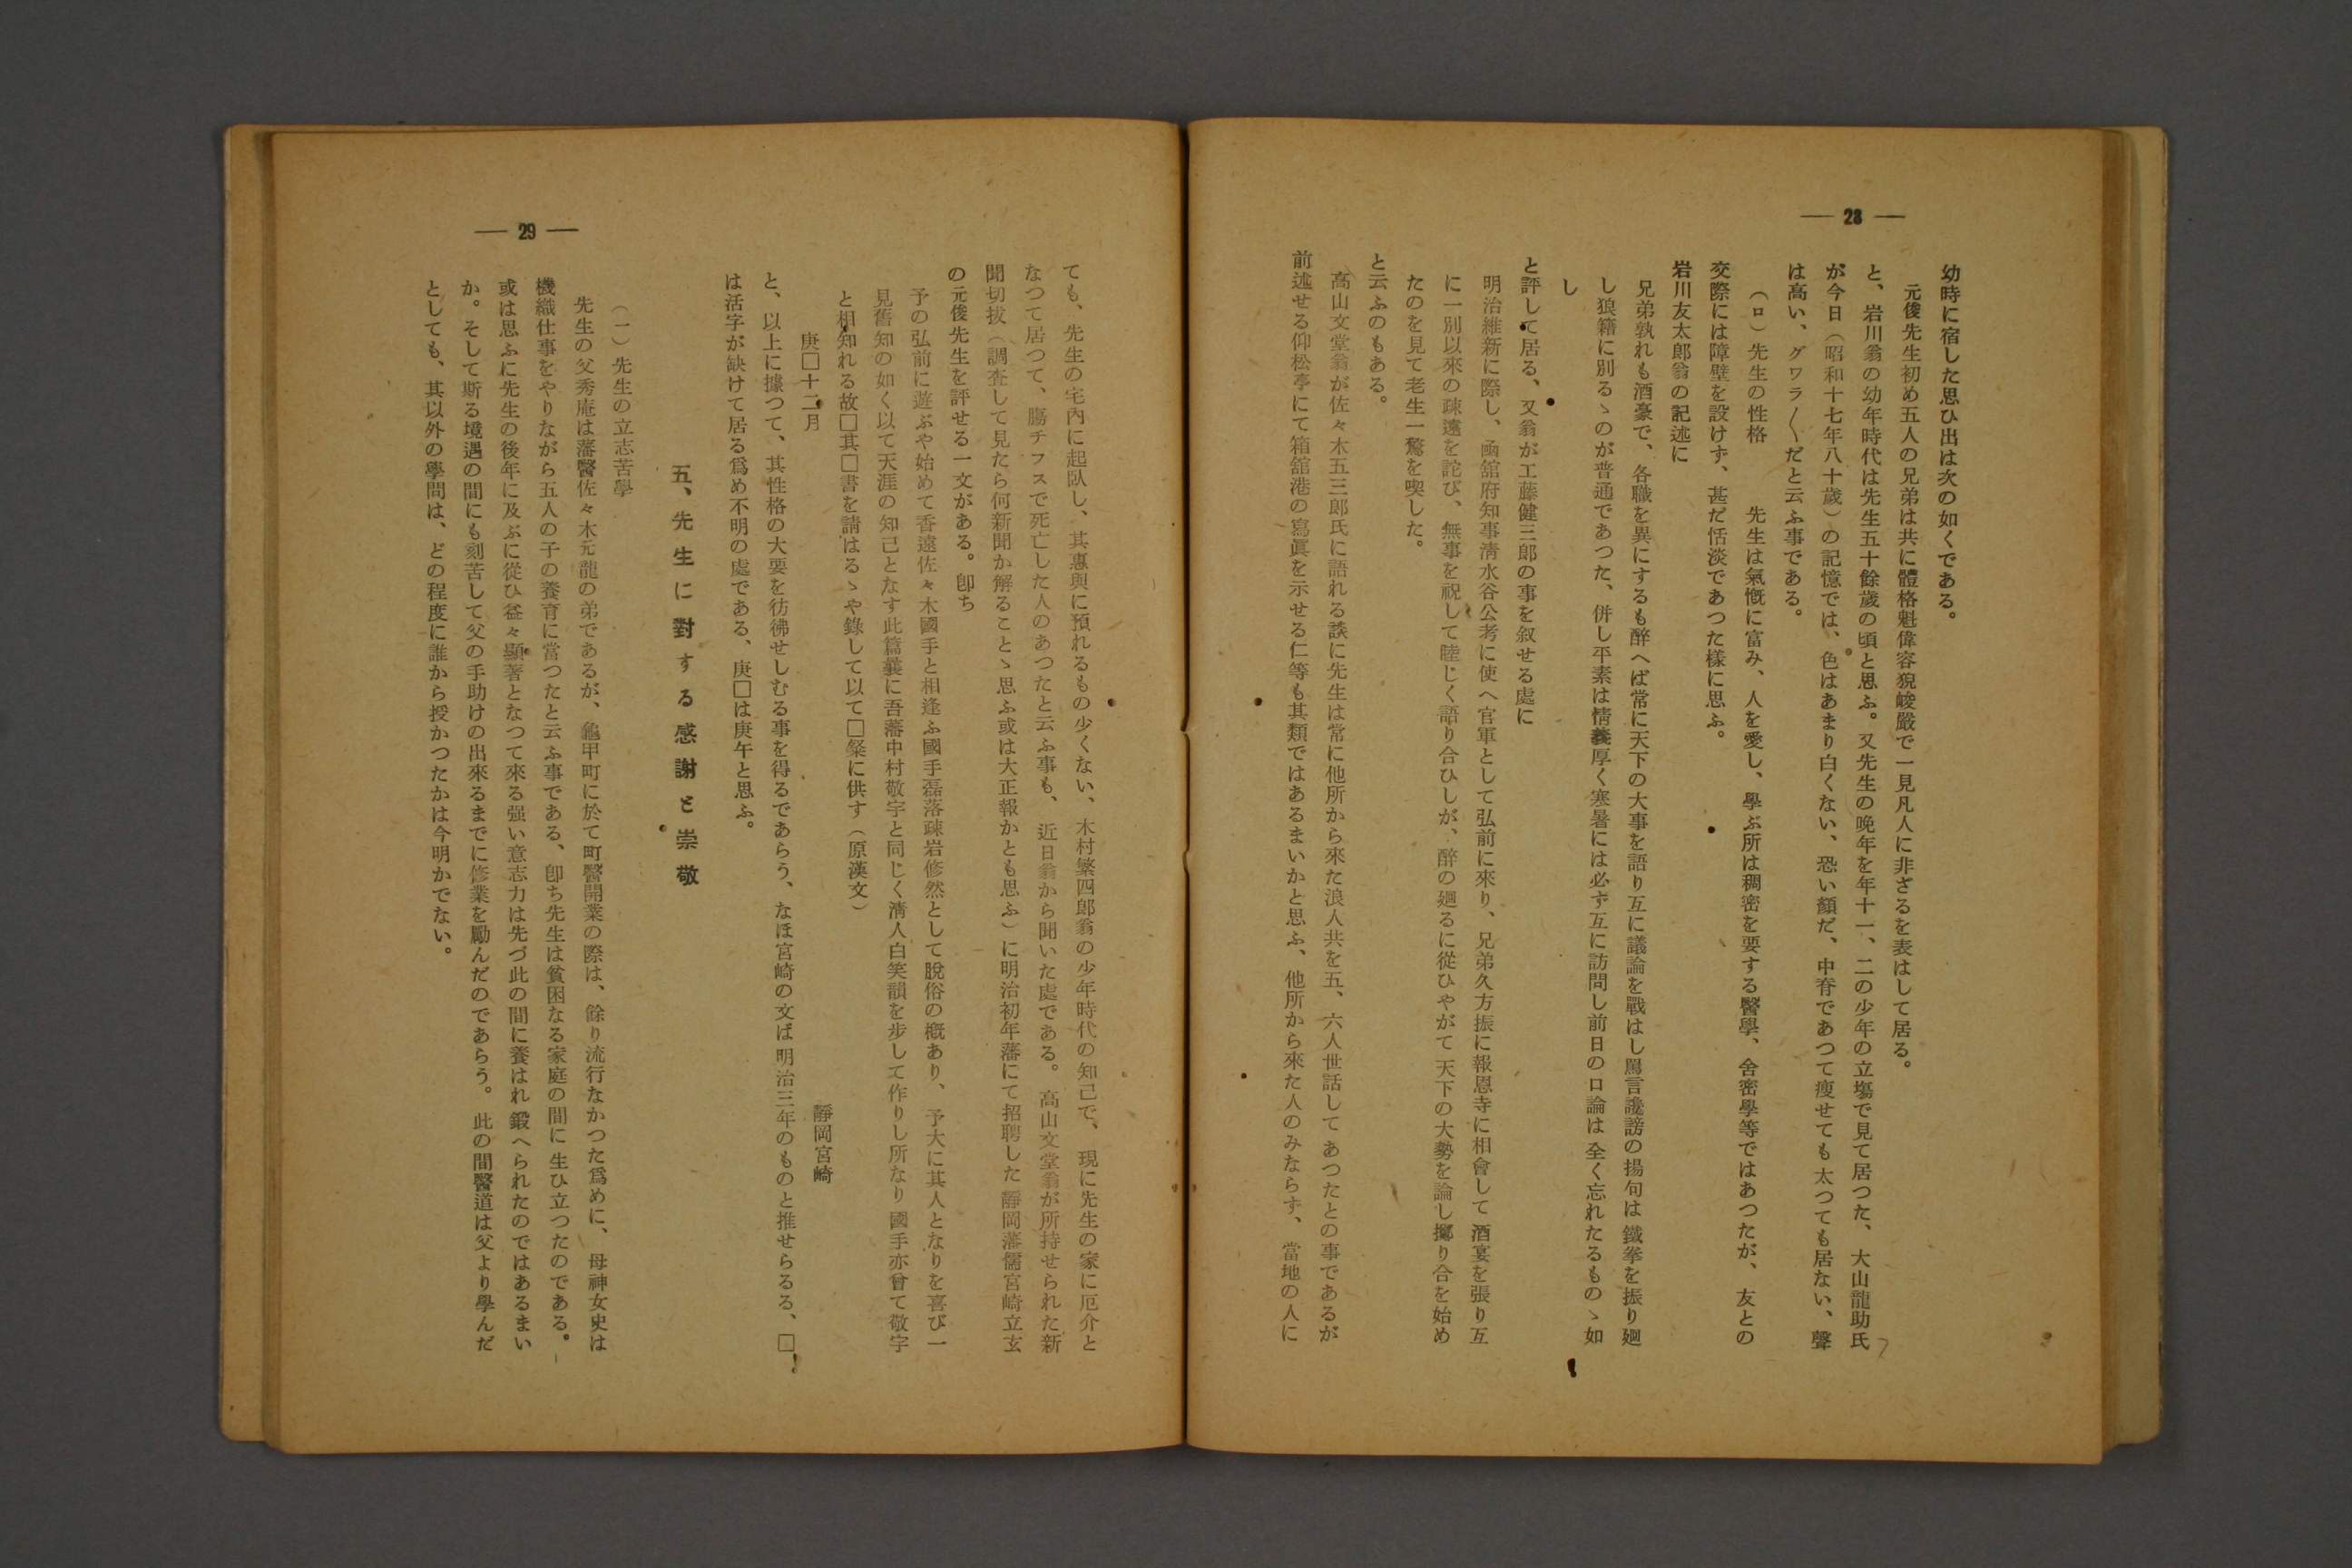 — 28 —
幼時に宿した思ひ出は次の如くである。
元俊先生初め五人の兄弟は共に體格魁偉容貌峻嚴で一見凡人に非ざるを表はして居る。
と、岩川翁の幼年時代は先生五十餘歲の頃と思ふ。又先生の晩年を年十一、二の少年の立塲で見て居つた、大山龍助氏
が今日（昭和十七年八十歲）の記憶では、色はあまり白くない、恐い顏だ、中脊であつて瘦せても太つても居ない、聲
は高い、グワラ〱だと云ふ事である。
（ロ）先生の性格　先生は氣慨に富み、人を愛し、學ぶ所は稠密を要する醫學、舍密學等ではあつたが、友との
交際には障壁を設けず、甚だ恬淡であつた樣に思ふ。
岩川友太郞翁の記述に
兄弟孰れも酒豪で、各職を異にするも醉へば常に天下の大事を語り互に議論を戰はし罵言讒謗の揚句は鐵拳を振り廻
し狼籍に別るゝのが普通であつた、併し平素は情義厚く寒暑には必ず互に訪問し前日の口論は全く忘れたるものゝ如
し
と評して居る、又翁が工藤健三郞の事を叙せる處に
明治維新に際し、函館府知事淸水谷公考に使へ官軍として弘前に來り、兄弟久方振に報恩寺に相會して酒宴を張り互
に一別以來の疎遠を詫び、無事を祝して睦じく語り合ひしが、醉の廻るに從ひやがて天下の大勢を論し擲り合を始め
たのを見て老生一驚を喫した。
と云ふのもある。
高山文堂翁が佐々木五三郞氏に語れる談に先生は常に他所から來た浪人共を五、六人世話してあつたとの事であるが
前述せる仰松亭にて箱舘港の寫眞を示せる仁等も其類ではあるまいかと思ふ、他所から來た人のみならす、當地の人に
— 29 —
ても、先生の宅內に起臥し、其惠與に預れるもの少くない、木村繁四郞翁の少年時代の知己で、現に先生の家に厄介と
なつて居つて、膓チフスで死亡した人のあつたと云ふ事も、近日翁から聞いた處である。高山文堂翁が所持せられた新
聞切拔（調査して見たら何新聞か解ることゝ思ふ或は大正報かとも思ふ）に明治初年藩にて招聘した靜岡藩儒宮崎立玄
の元俊先生を評せる一文がある。卽ち
予の弘前に遊ぶや始めて香遠佐々木國手と相逢ふ國手磊落疎岩修然として脫俗の槪あり、予大に其人となりを喜び一
見舊知の如く以て天涯の知己となす此篇曩に吾藩中村敬宇と同じく淸人白笑韻を步して作りし所なり國手亦曾て敬宇
と相知れる故□其□書を請はるゝや錄して以て□粲に供す（原漢文）
庚□十二月　靜岡宮崎
と、以上に據つて、其性格の大要を彷彿せしむる事を得るであらう、なほ宮崎の文ば明治三年のものと推せらるる、□
は活字が缺けて居る爲め不明の處である、庚□は庚午と思ふ。
五、先生に對する感謝と崇敬
（一）先生の立志苦學
先生の父秀庵は藩醫佐々木元龍の弟であるが、龜甲町に於て町醫開業の際は、餘り流行なかつた爲めに、母神女史は
機織仕事をやりながら五人の子の養育に當つたと云ふ事である、卽ち先生は貧困なる家庭の間に生ひ立つたのである。
或は思ふに先生の後年に及ぶに從ひ益々顯著となつて來る强い意志力は先づ此の間に養はれ鍛へられたのではあるまい
か。そして斯る境遇の間にも刻苦して父の手助けの出來るまでに修業を勵んだのであらう。此の間醫道は父より學んだ
としても、其以外の學問は、どの程度に誰から授かつたかは今明かでない。